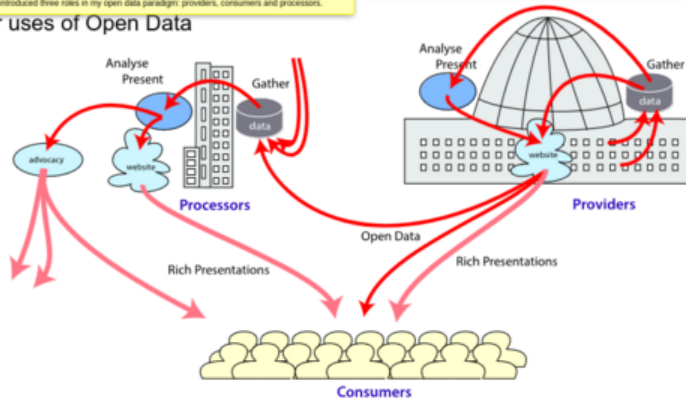 ntroduced three roles in my open data paradigm: providers, consumers and processors.
r uses of Open Data
Analyse
Present
Gather
data
advocacy
website
Processors
Analyse
Present
Gather
data
website
Providers
Open Data
Rich Presentations
Rich Presentations
Consumers